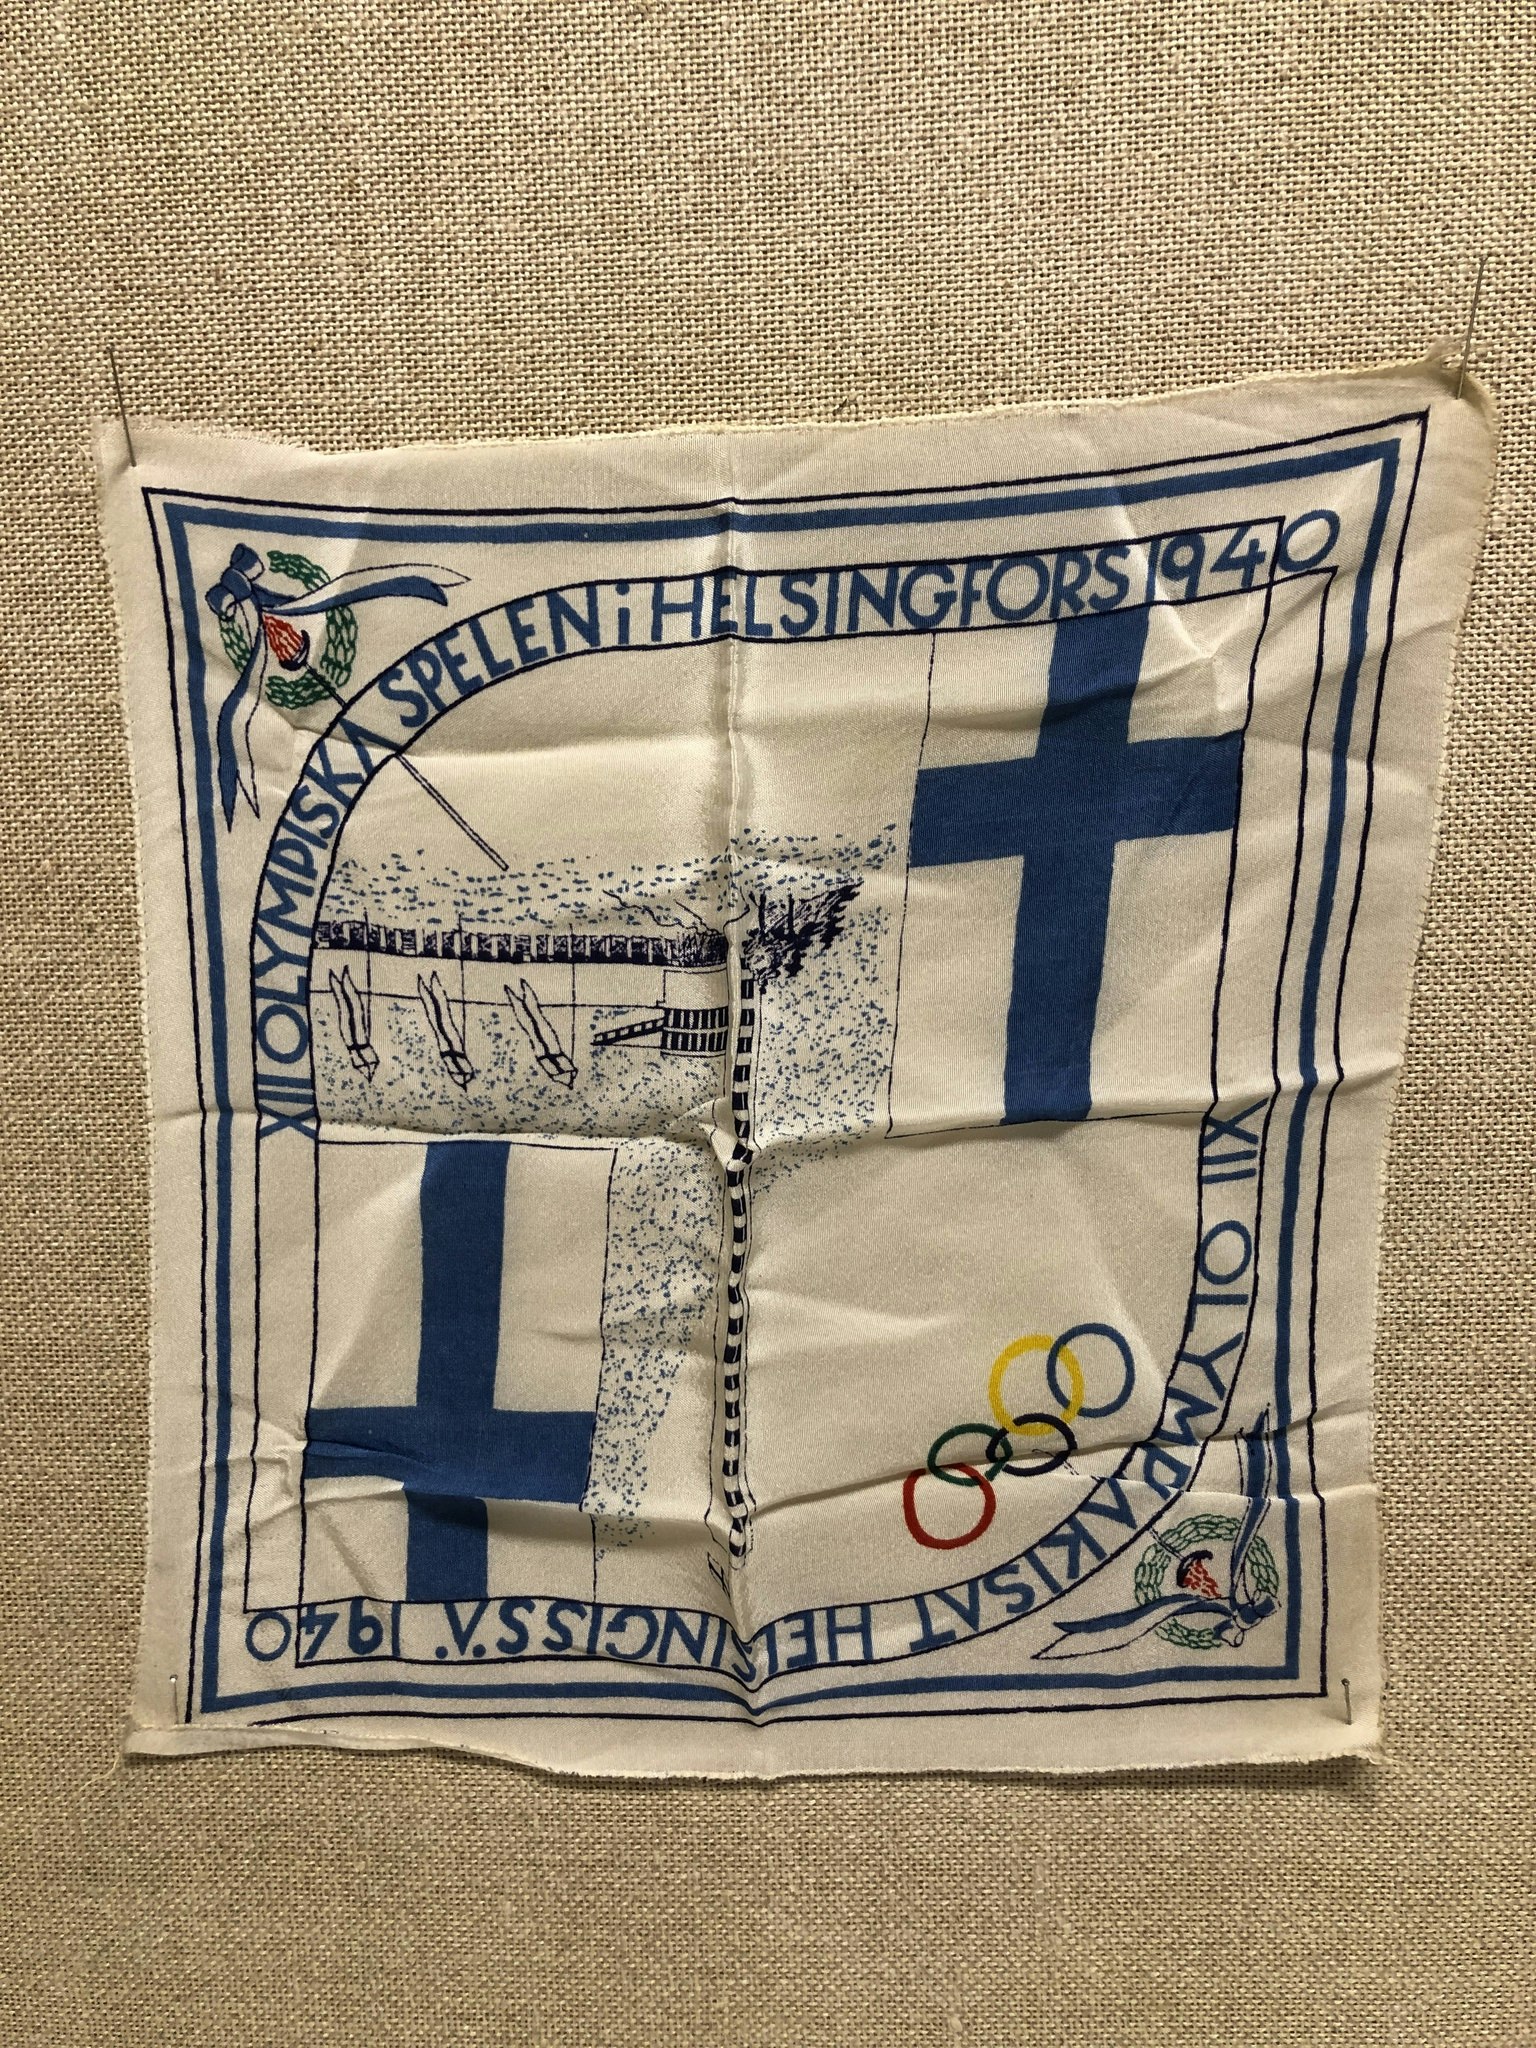 XII OLYMPISKA SPELEN i HELSINGFORS 1940
XII OLYMPIAKISAT HELSINGISSÄ 1940